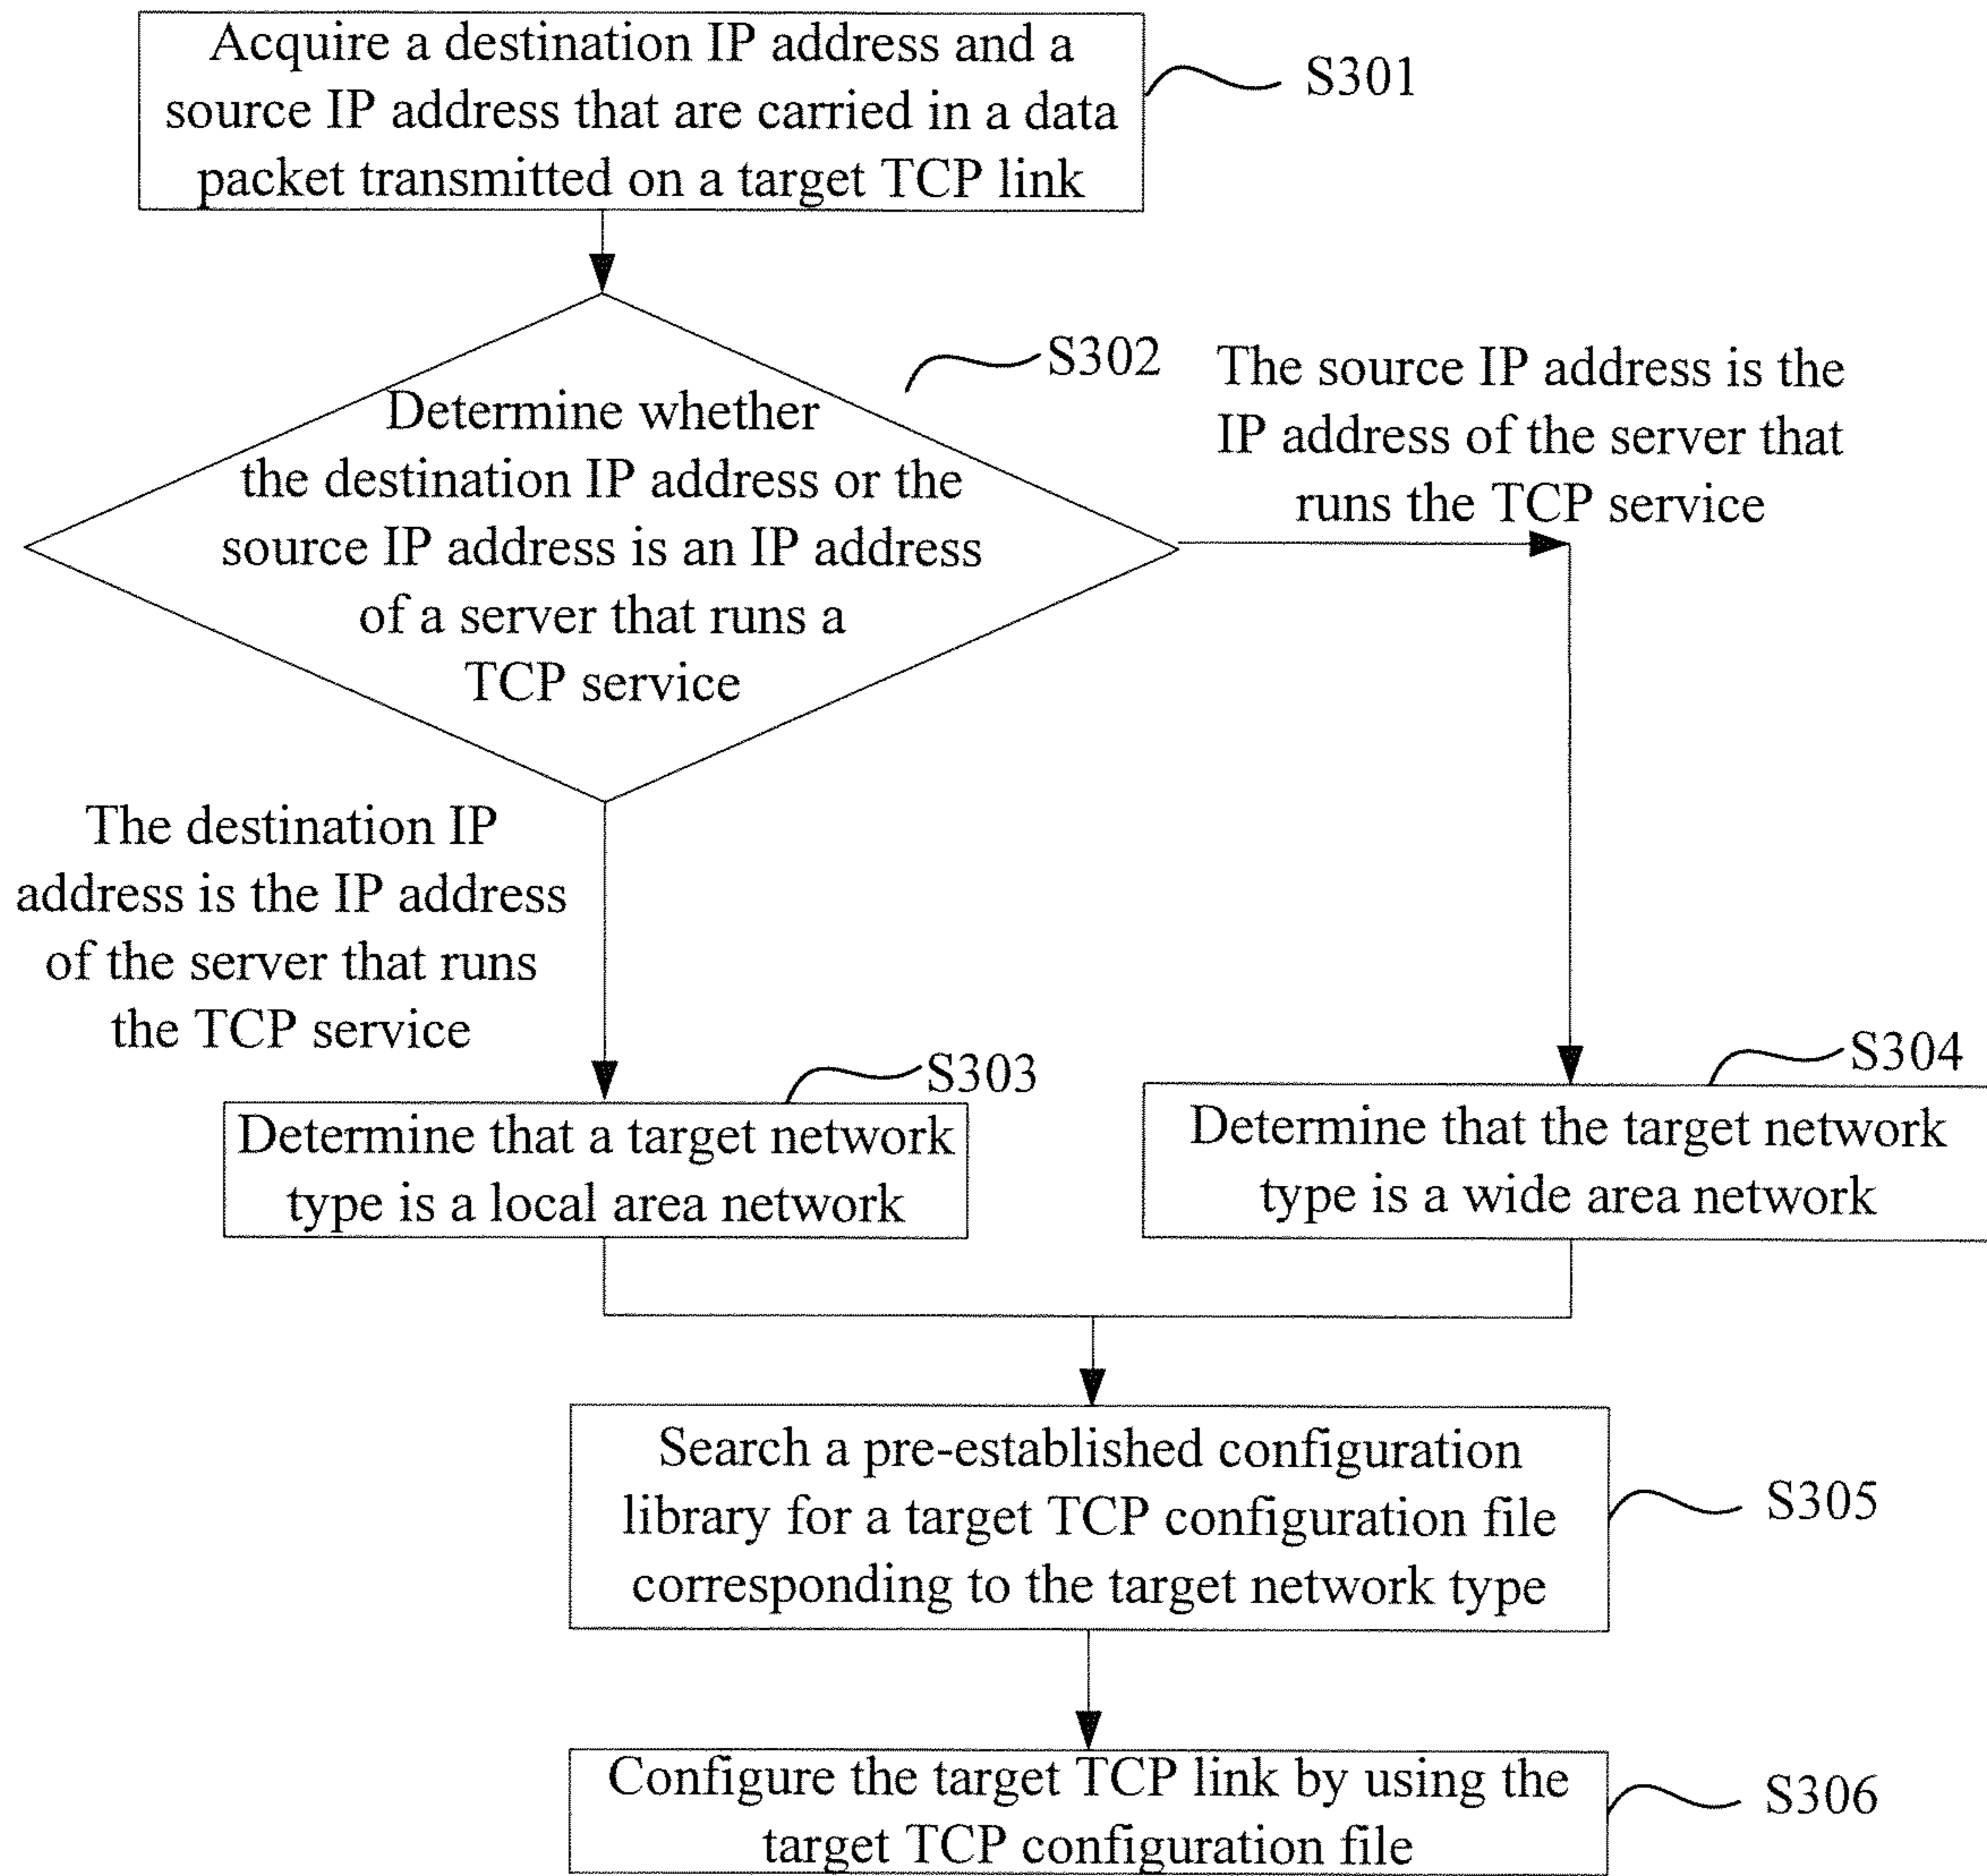 Acquire a destination IP address and a
source IP address that are carried in a data
packet transmitted on a target TCP link
S301
S302
Determine whether
the destination IP address or the
source IP address is an IP address
of a server that runs a
TCP service
The source IP address is the
IP address of the server that
runs the TCP service
The destination IP
address is the IP address
of the server that runs
the TCP service
S303
Determine that a target network
type is a local area network
S304
Determine that the target network
type is a wide area network
Search a pre-established configuration
library for a target TCP configuration file
corresponding to the target network type
S305
Configure the target TCP link by using the
target TCP configuration file
S306